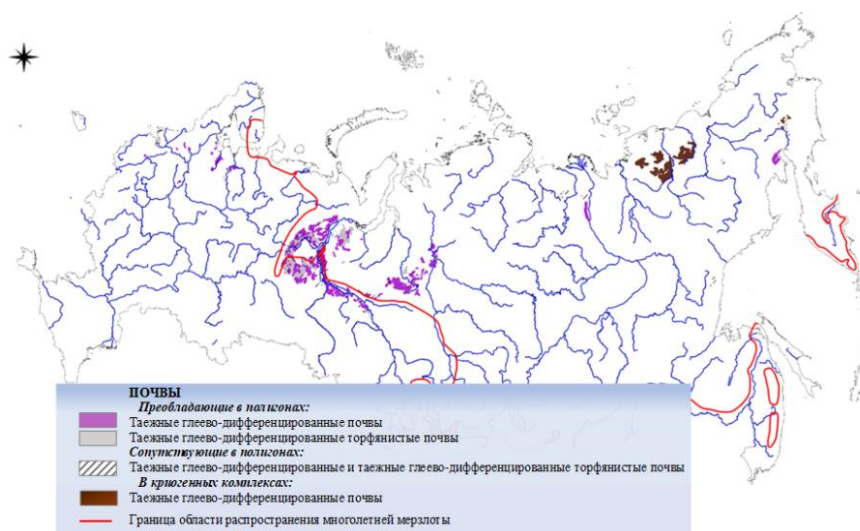 ПОЧВЫ
Преобладающие в полигонах:
Таежные глеево-дифференцированные почвы
Таежные глеево-дифференцированные торфянистые почвы
Сопутствующие в полигонах:
Таежные глеево-дифференцированные и таежные глеево-дифференцированные торфянистые почвы
В криогенных комплексах:
Таежные глеево-дифференцированные почвы
Граница области распространения многолетней мерзлоты